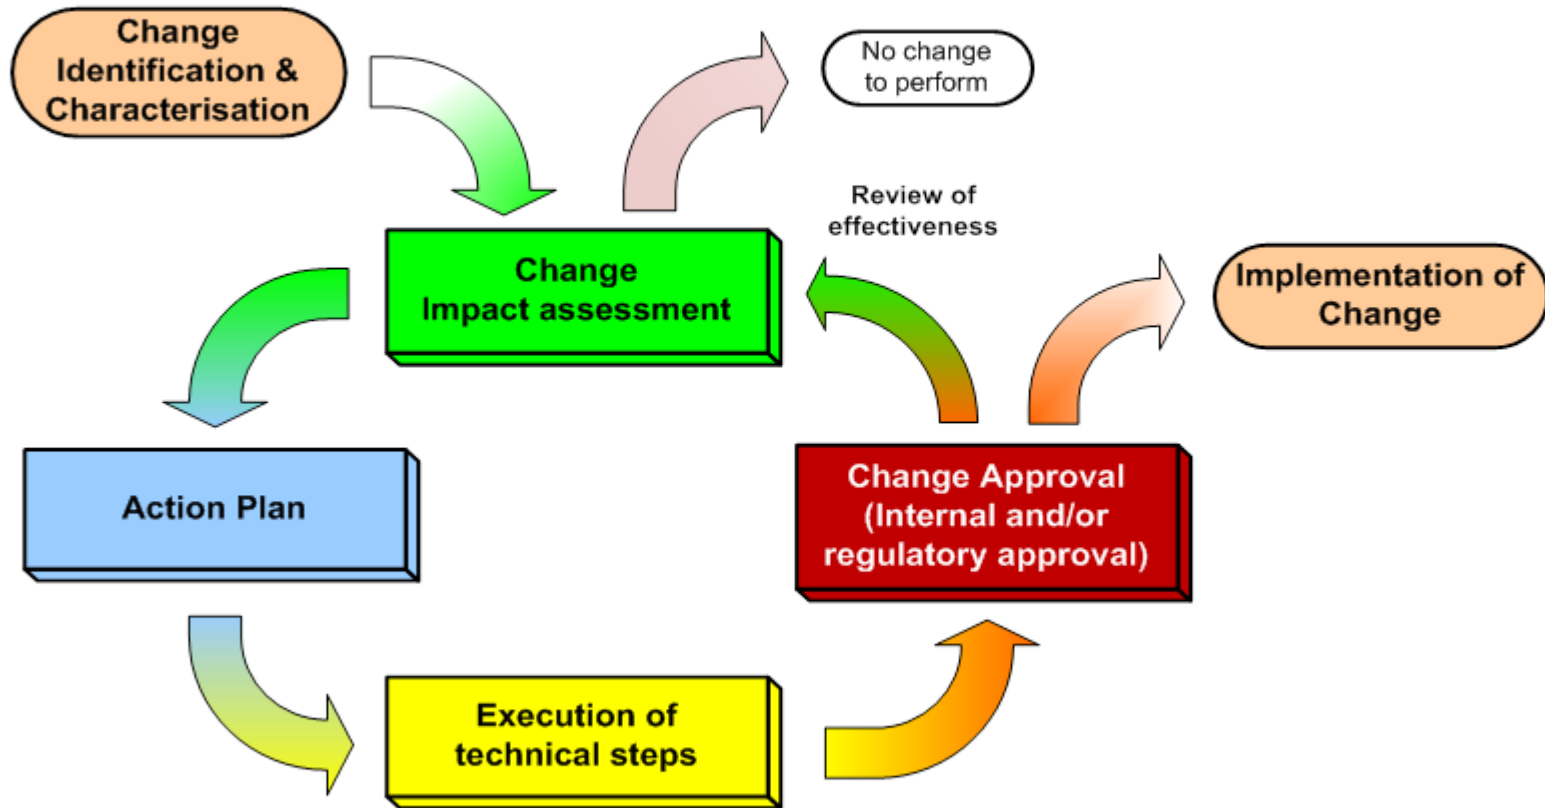 Change
Identification &
Characterisation
No change
to perform
Review of
effectiveness
Change
Impact assessment
Implementation of
Change
Action Plan
Change Approval
(Internal and/or
regulatory approval)
Execution of
technical steps